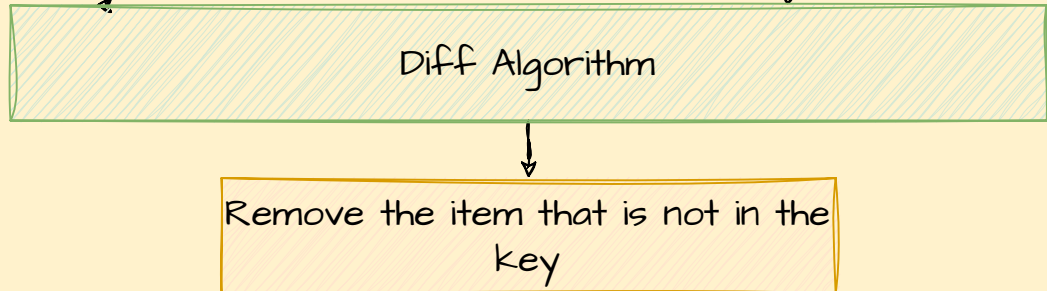 Diff Algorithm
Remove the item that is not in the
key